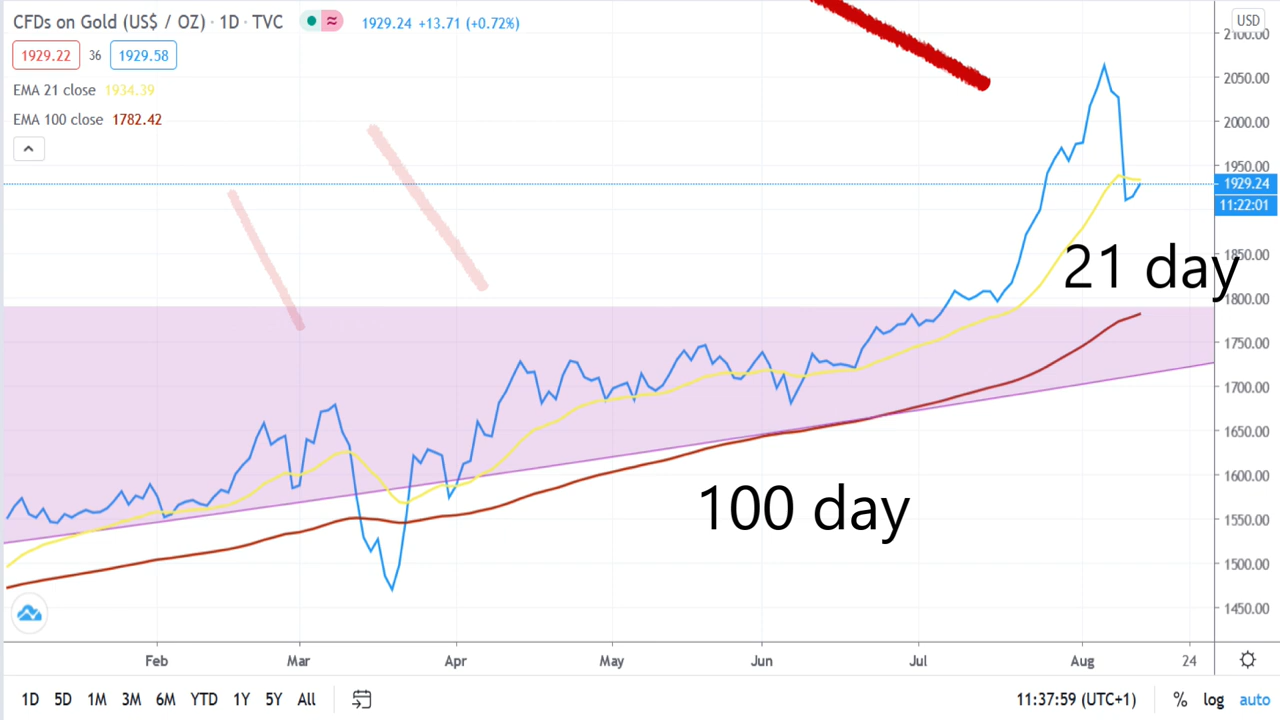 CFDs on Gold (US$ / OZ) · 1D · TVC
1929.24 +13.71 (+0.72%)
USD
1929.22 36 1929.58
EMA 21 close 1934.39
EMA 100 close 1782.42
2100.00
2050.00
2000.00
1950.00
1929.24
11:22:01
1850.00
1800.00
1750.00
1700.00
1650.00
1600.00
1550.00
1500.00
1450.00
21 day
100 day
Feb Mar Apr May Jun Jul Aug 24
1D 5D 1M 3M 6M YTD 1Y 5Y All
11:37:59 (UTC+1) % log auto